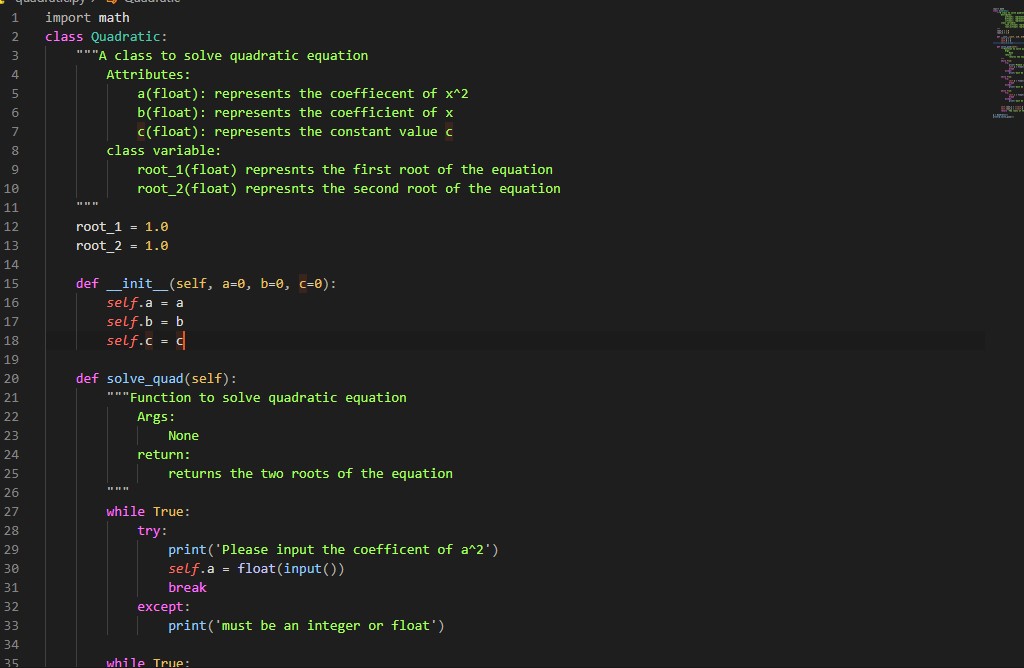 quadratic.py > Quadratic
1 import math
2 class Quadratic:
3 """A class to solve quadratic equation
4 Attributes:
5 a(float): represents the coeffiecent of x^2
6 b(float): represents the coefficient of x
7 c(float): represents the constant value c
8 class variable:
9 root_1(float) represnts the first root of the equation
10 root_2(float) represnts the second root of the equation
11 """
12 root_1 = 1.0
13 root_2 = 1.0
14
15 def __init__(self, a=0, b=0, c=0):
16 self.a = a
17 self.b = b
18 self.c = c
19
20 def solve_quad(self):
21 """Function to solve quadratic equation
22 Args:
23 None
24 return:
25 returns the two roots of the equation
26 """
27 while True:
28 try:
29 print('Please input the coefficent of a^2')
30 self.a = float(input())
31 break
32 except:
33 print('must be an integer or float')
34
35 while True: